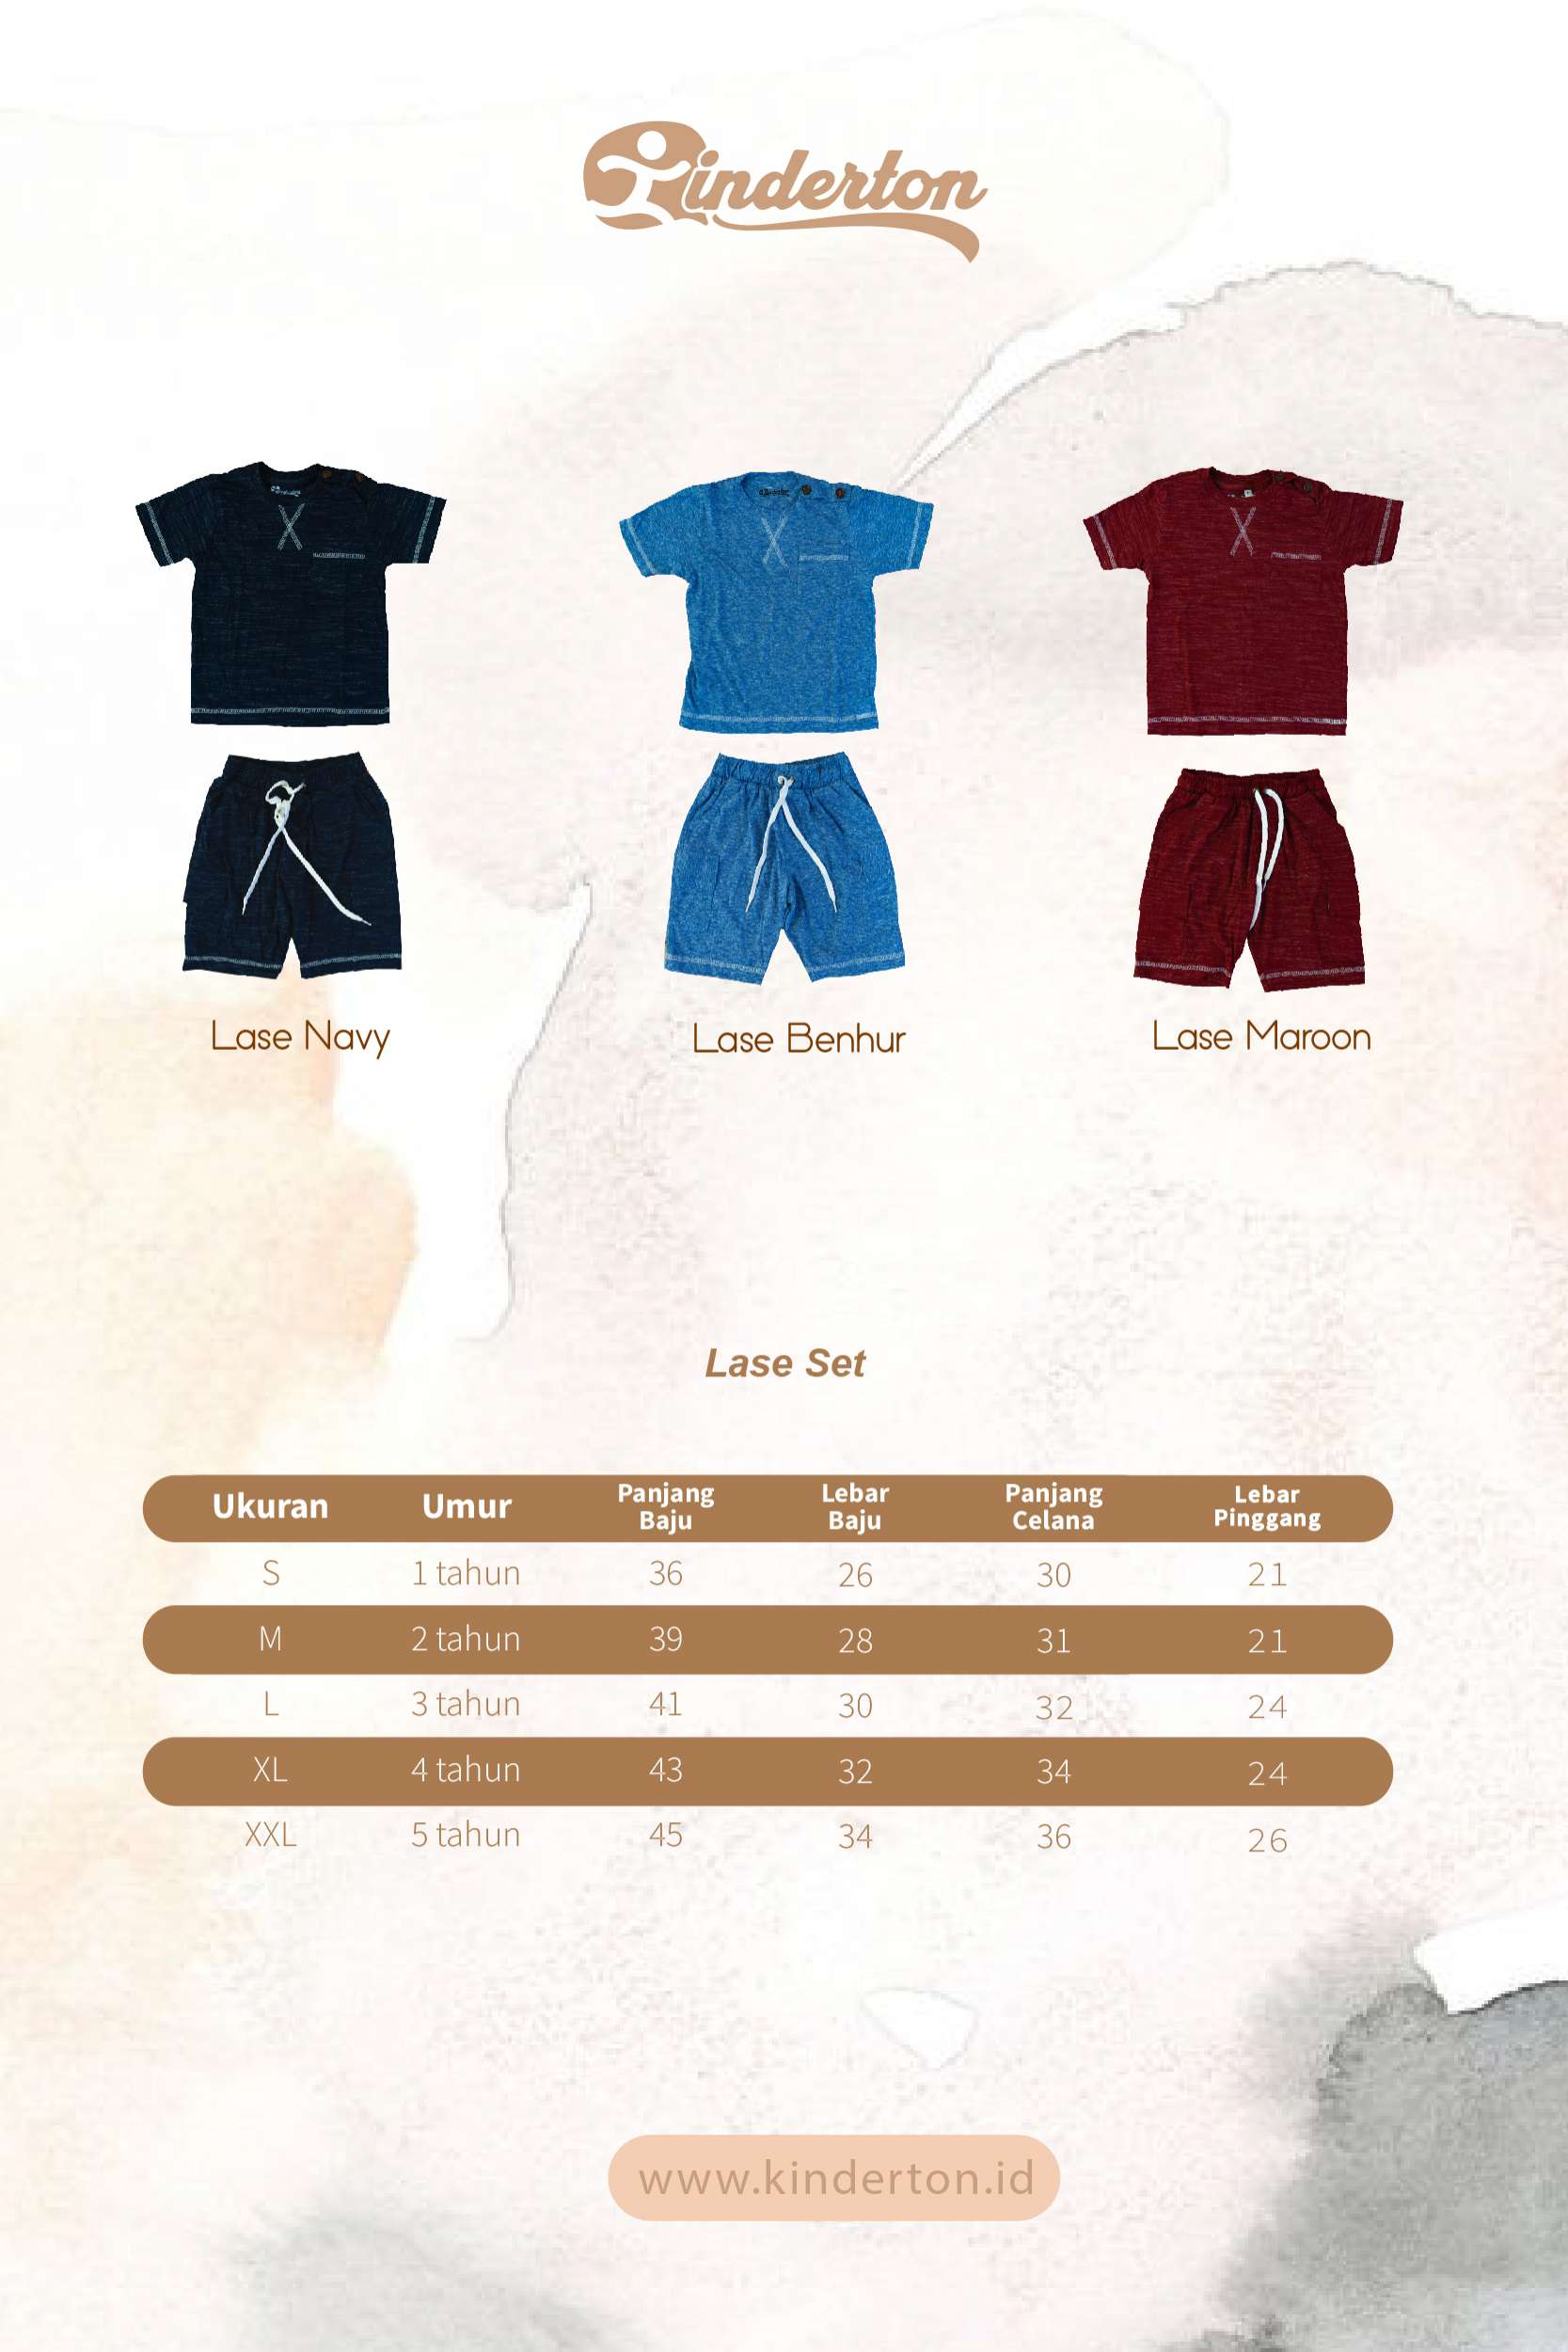 Kinderton
Lase Navy
Lase Benhur
Lase Maroon
Lase Set
Ukuran Umur Panjang Baju Lebar Baju Panjang Celana Lebar Pinggang
S 1 tahun 36 26 30 21
M 2 tahun 39 28 31 21
L 3 tahun 41 30 32 24
XL 4 tahun 43 32 34 24
XXL 5 tahun 45 34 36 26
www.kinderton.id